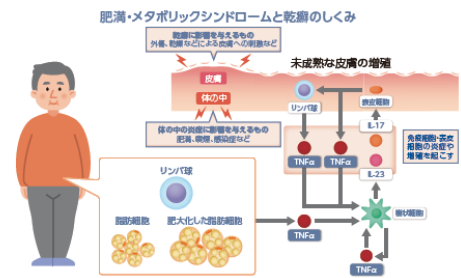 肥満・メタボリックシンドロームと乾癬のしくみ
乾癬に影響を与えるもの
外傷、乾燥などによる皮膚への刺激など
皮膚
体の中
体の中の炎症に影響を与えるもの
肥満、喫煙、感染症など
未成熟な皮膚の増殖
リンパ球
表皮細胞
IL-17
TNFα
TNFα
IL-23
免疫細胞・表皮
細胞の炎症や
増殖を起こす
樹状細胞
リンパ球
脂肪細胞
肥大化した脂肪細胞
TNFα
TNFα